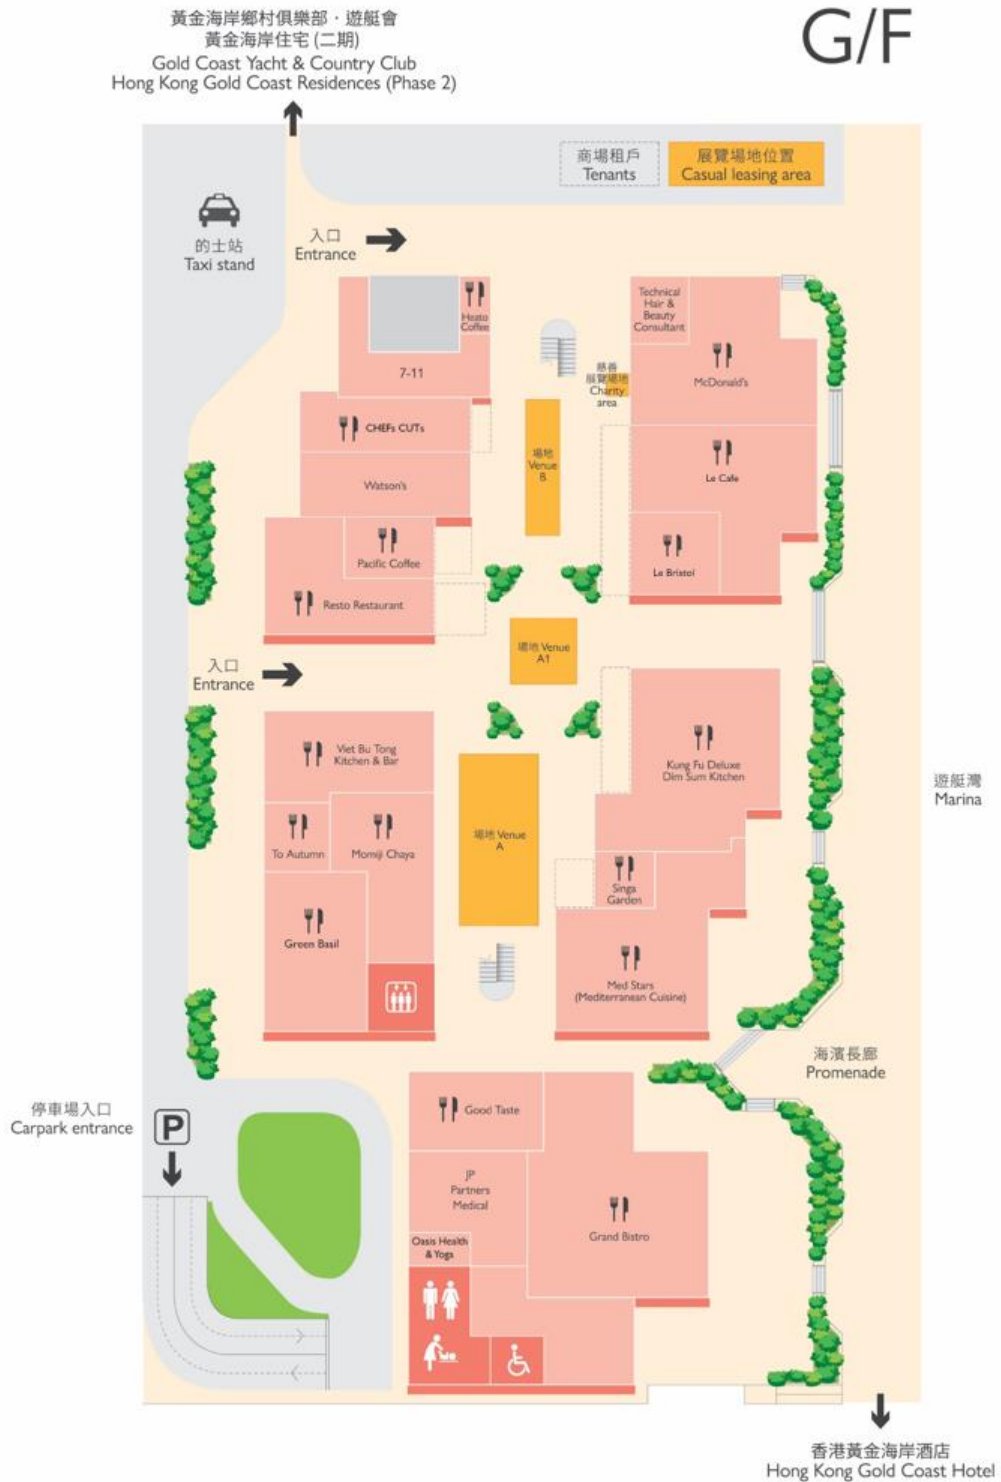 黃金海岸鄉村俱樂部．遊艇會
黃金海岸住宅 (二期)
Gold Coast Yacht & Country Club
Hong Kong Gold Coast Residences (Phase 2)
G/F
商場租戶
Tenants
展覽場地位置
Casual leasing area
的士站
Taxi stand
入口
Entrance
Heato
Coffee
7-11
Technical
Hair &
Beauty
Consultant
McDonald's
慈善
展覽場地
Charity
area
CHEFs CUTs
場地
Venue
B
Le Cafe
Watson's
Pacific Coffee
Le Bristol
Resto Restaurant
場地 Venue
A1
入口
Entrance
Viet Bu Tong
Kitchen & Bar
Kung Fu Deluxe
Dim Sum Kitchen
遊艇灣
Marina
To Autumn
Momiji Chaya
場地 Venue
A
Singa
Garden
Green Basil
Med Stars
(Mediterranean Cuisine)
海濱長廊
Promenade
停車場入口
Carpark entrance
P
Good Taste
JP
Partners
Medical
Grand Bistro
Oasis Health
& Yoga
香港黃金海岸酒店
Hong Kong Gold Coast Hotel